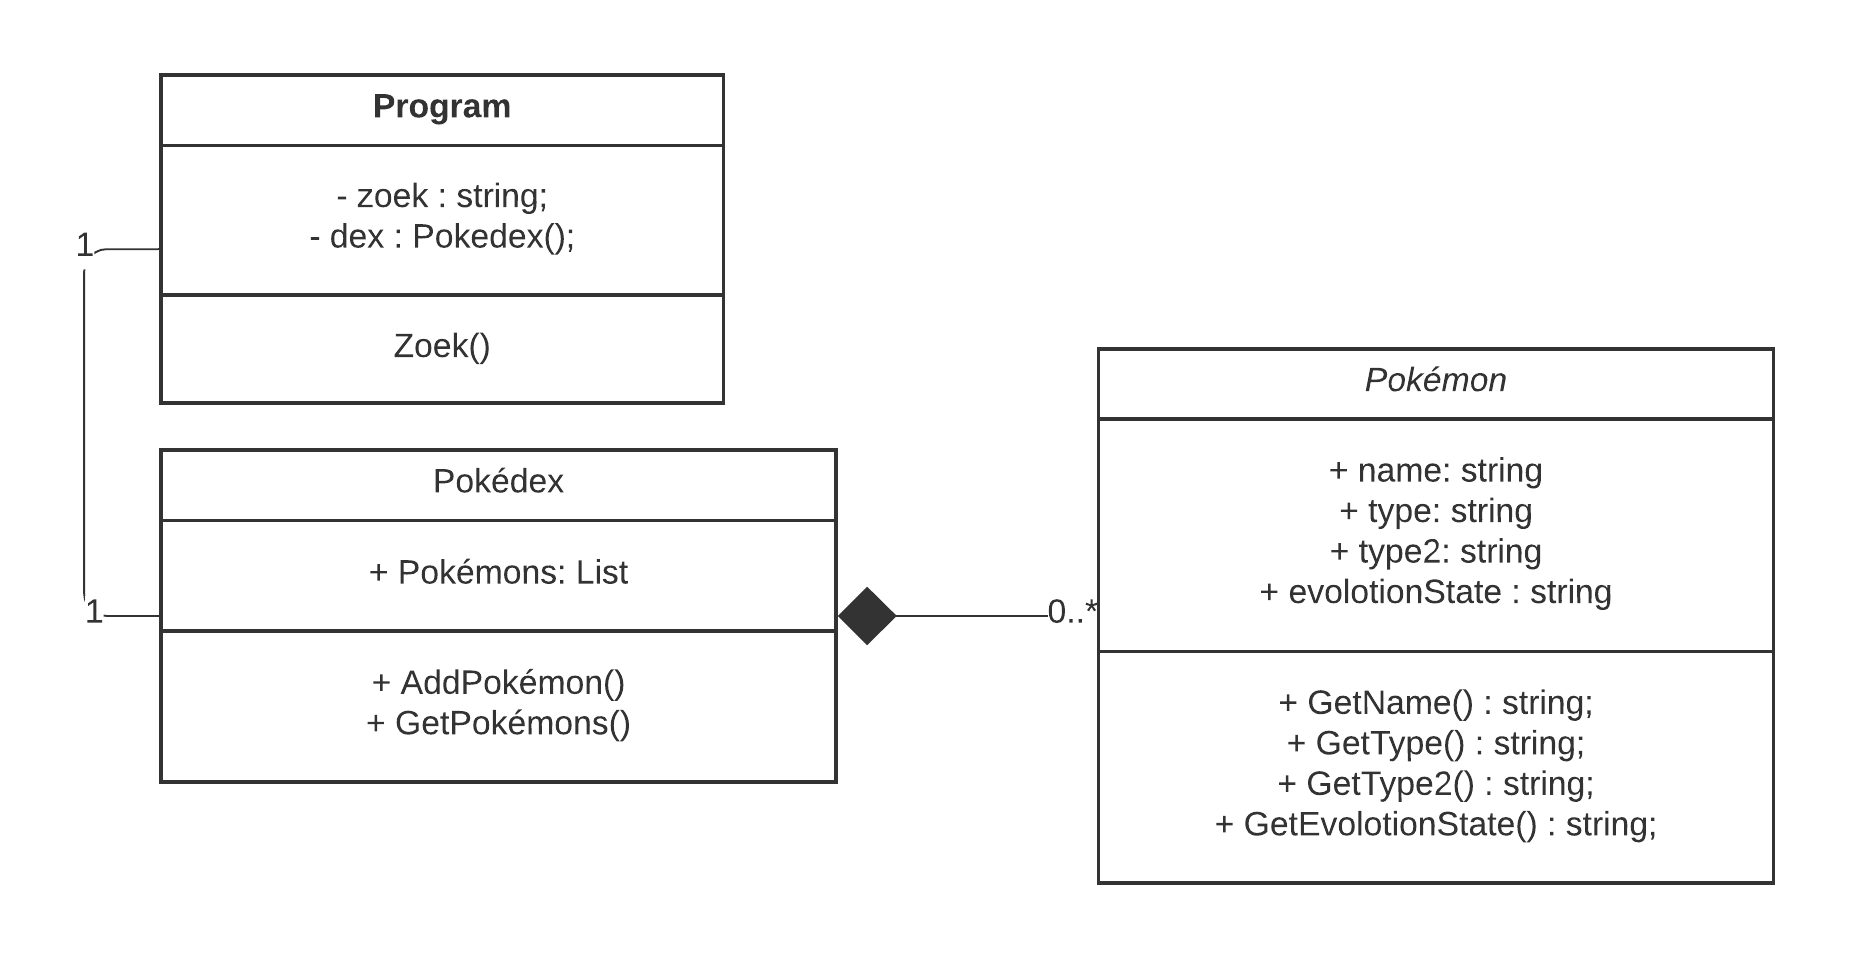 Program
- zoek : string;
- dex : Pokedex();
Zoek()
1
1
Pokédex
+ Pokémons: List
+ AddPokémon()
+ GetPokémons()
0..*
Pokémon
+ name: string
+ type: string
+ type2: string
+ evolotionState : string
+ GetName() : string;
+ GetType() : string;
+ GetType2() : string;
+ GetEvolotionState() : string;